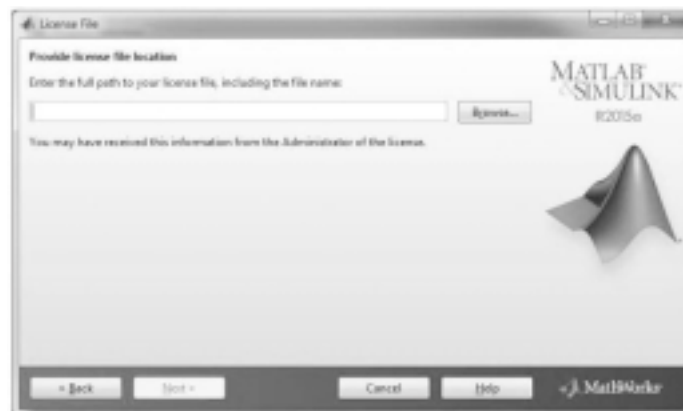 License File
Provide license file location
Enter the full path to your license file, including the file name:
Browse...
You may have received this information from the Administrator of the license.
MATLAB®
&SIMULINK®
R2015a
< Back
Next >
Cancel
Help
MathWorks®